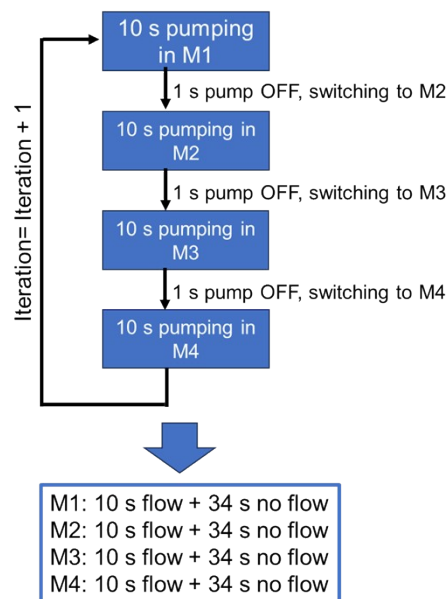 10 s pumping
in M1
1 s pump OFF, switching to M2
10 s pumping in
M2
1 s pump OFF, switching to M3
10 s pumping in
M3
1 s pump OFF, switching to M4
10 s pumping in
M4
Iteration= Iteration + 1
M1: 10 s flow + 34 s no flow
M2: 10 s flow + 34 s no flow
M3: 10 s flow + 34 s no flow
M4: 10 s flow + 34 s no flow